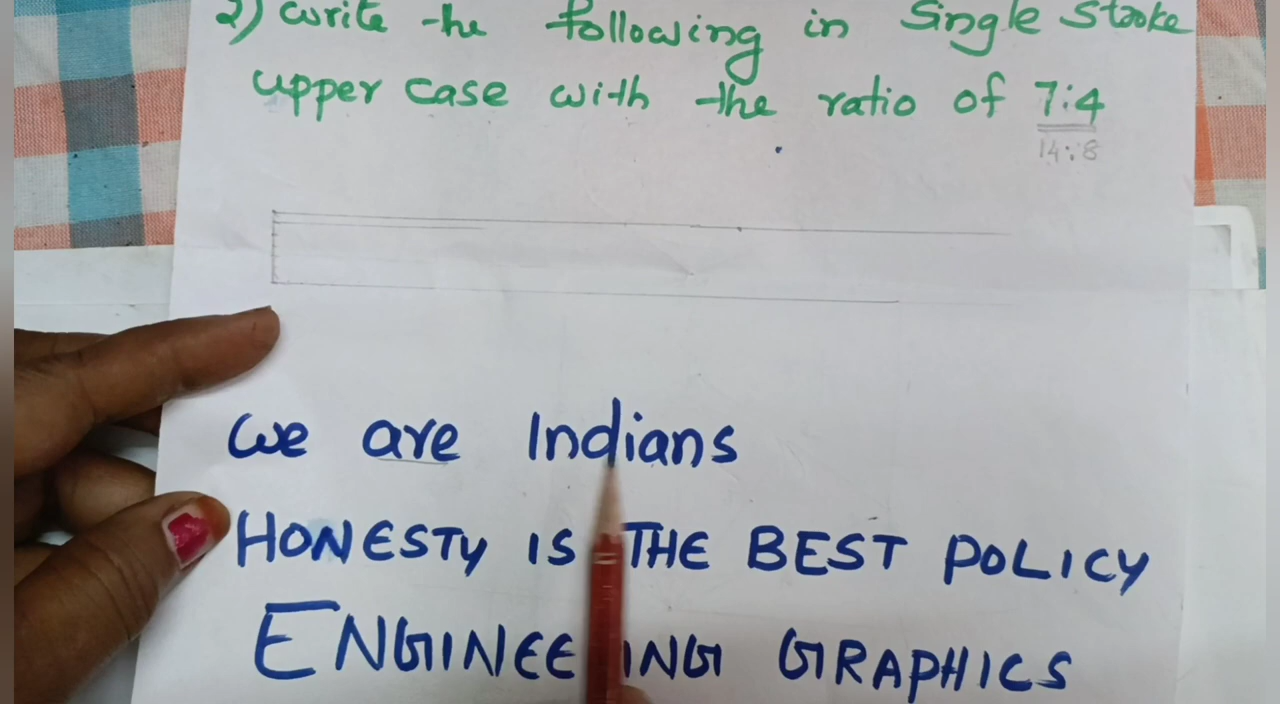 2) write the following in Single Stroke
upper case with the ratio of 7:4
14:8
we are Indians
HONESTY IS THE BEST POLICY
GRAPHICS